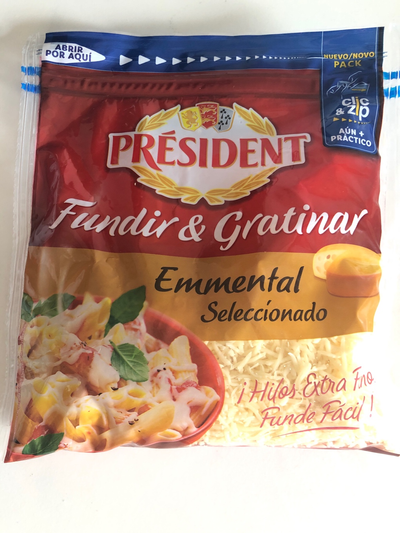 ABRIR
POR AQUÍ
NUEVO/NOVO
PACK
clic
& zip
AÚN +
PRÁCTICO
PRÉSIDENT
Fundir & Gratinar
Emmental
Seleccionado
¡Hilos Extra Fino
Funde Fácil!